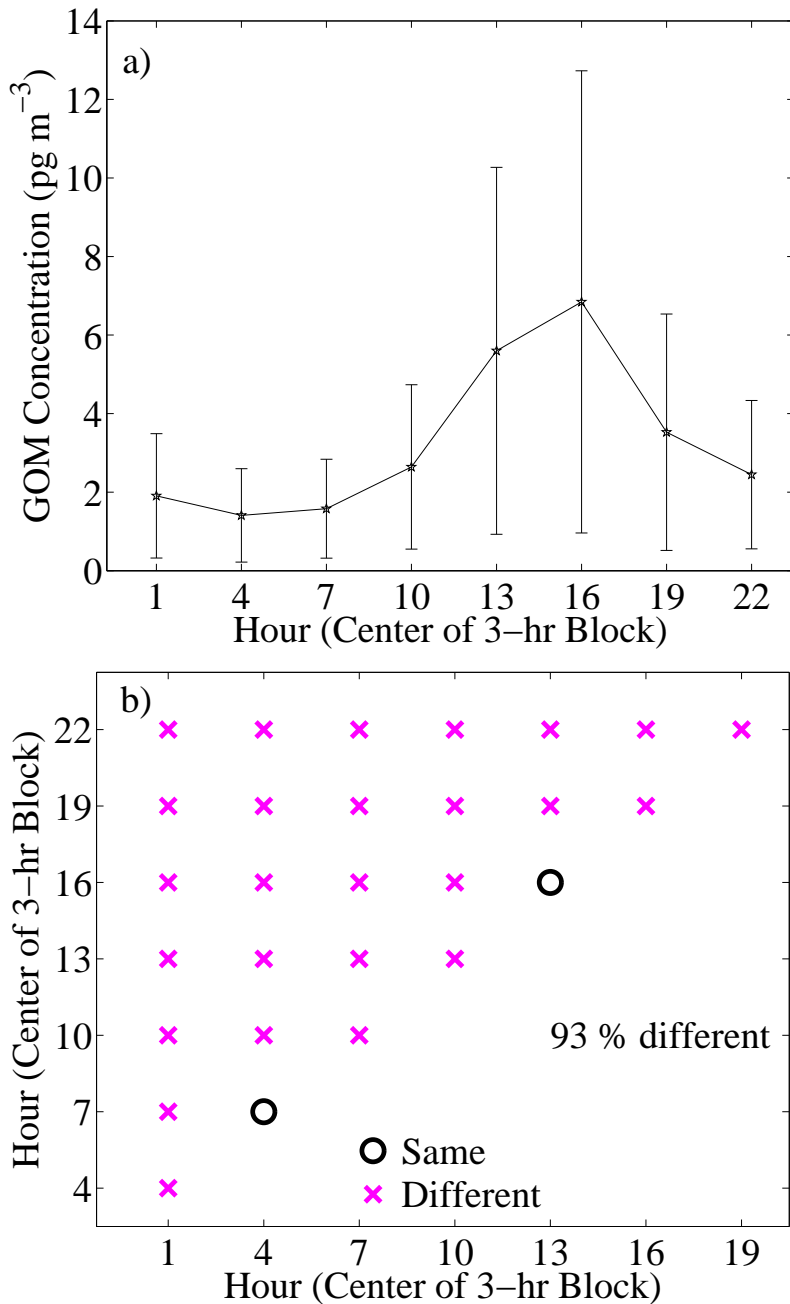 a)
GOM Concentration (pg m⁻³)
14
12
10
8
6
4
2
0
1 4 7 10 13 16 19 22
Hour (Center of 3−hr Block)
b)
Hour (Center of 3−hr Block)
22
19
16
13
10
7
4
93 % different
Same
Different
1 4 7 10 13 16 19
Hour (Center of 3−hr Block)